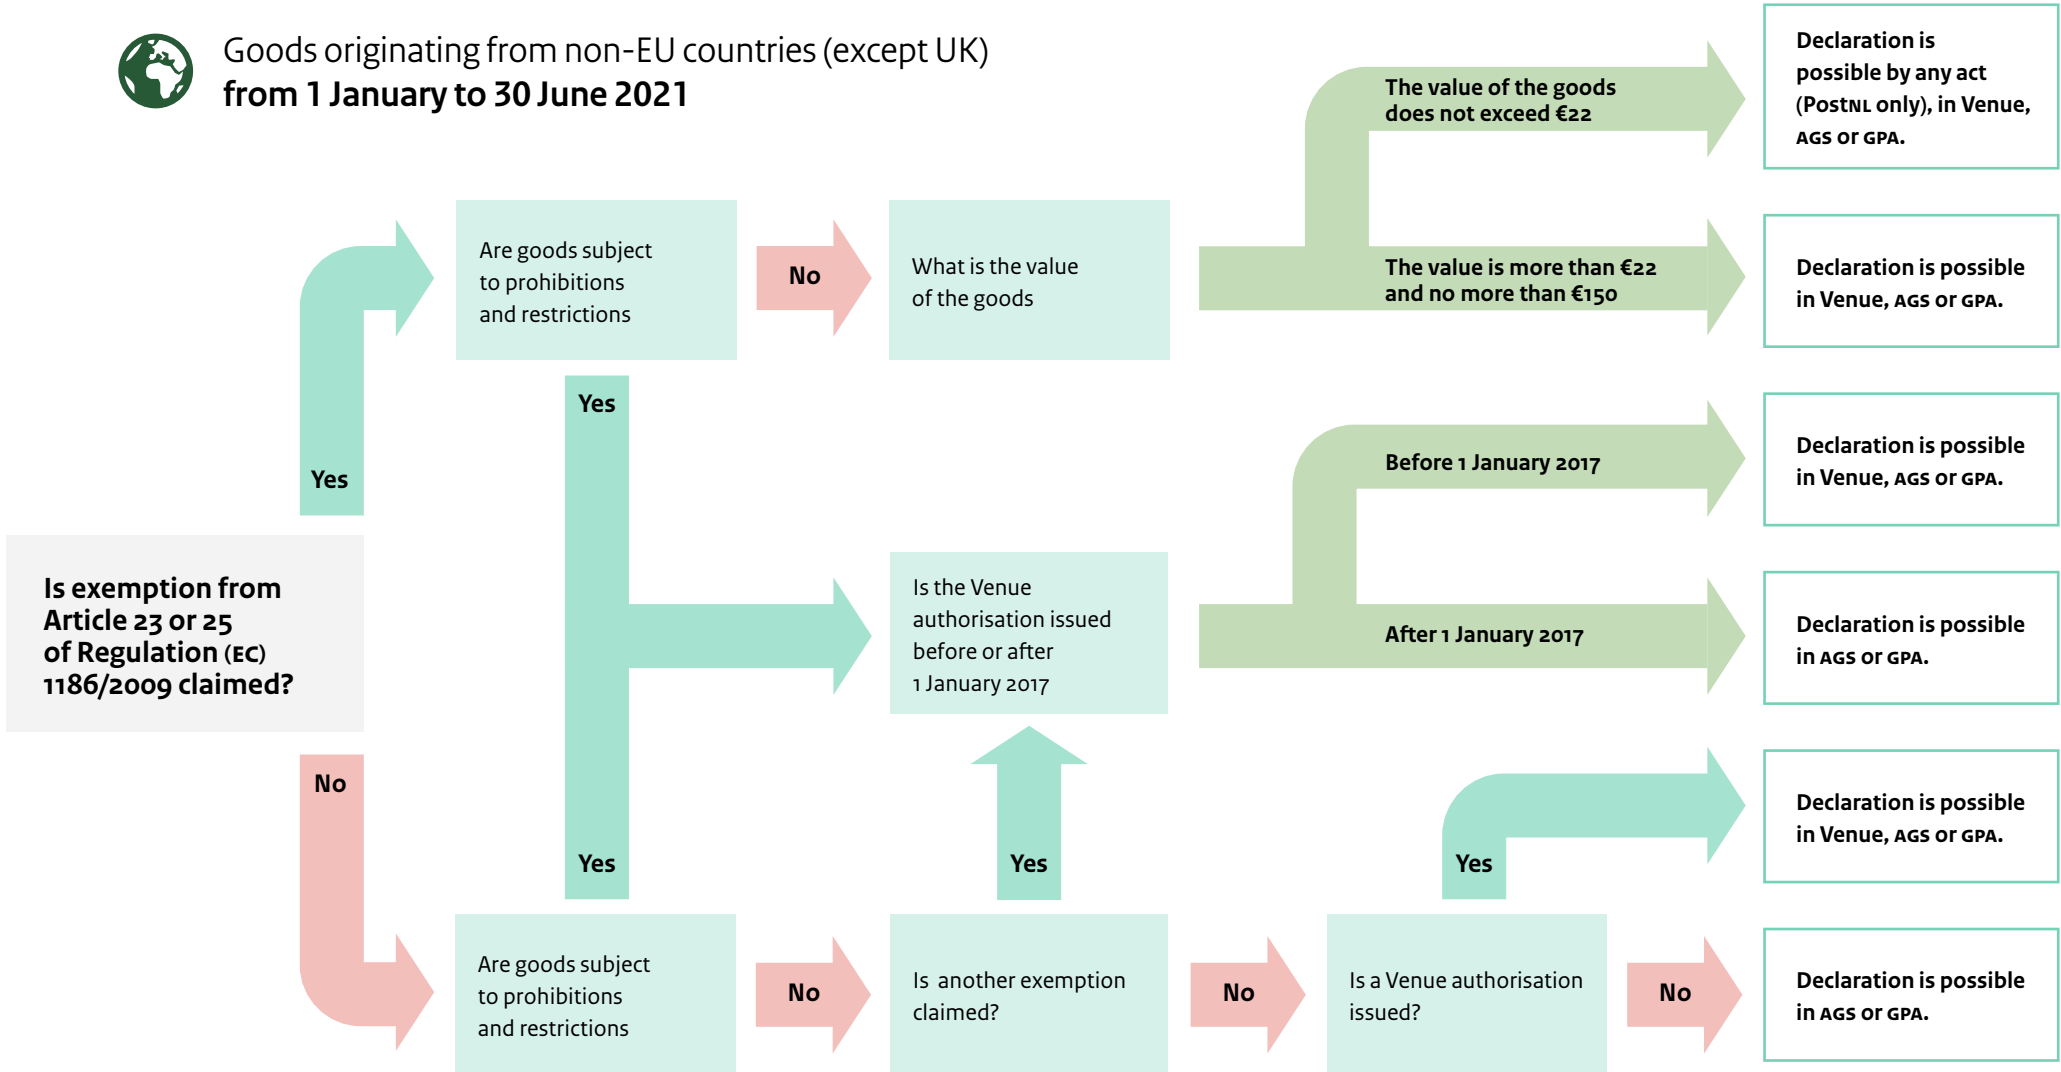 Goods originating from non-EU countries (except UK)
from 1 January to 30 June 2021
Is exemption from
Article 23 or 25
of Regulation (EC)
1186/2009 claimed?
Yes
Are goods subject
to prohibitions
and restrictions
No
What is the value
of the goods
The value of the goods
does not exceed €22
Declaration is
possible by any act
(PostNL only), in Venue,
AGS or GPA.
The value is more than €22
and no more than €150
Declaration is possible
in Venue, AGS or GPA.
Yes
Is the Venue
authorisation issued
before or after
1 January 2017
Before 1 January 2017
Declaration is possible
in Venue, AGS or GPA.
After 1 January 2017
Declaration is possible
in AGS or GPA.
No
Are goods subject
to prohibitions
and restrictions
Yes
No
Is another exemption
claimed?
Yes
No
Is a Venue authorisation
issued?
Yes
Declaration is possible
in Venue, AGS or GPA.
No
Declaration is possible
in AGS or GPA.